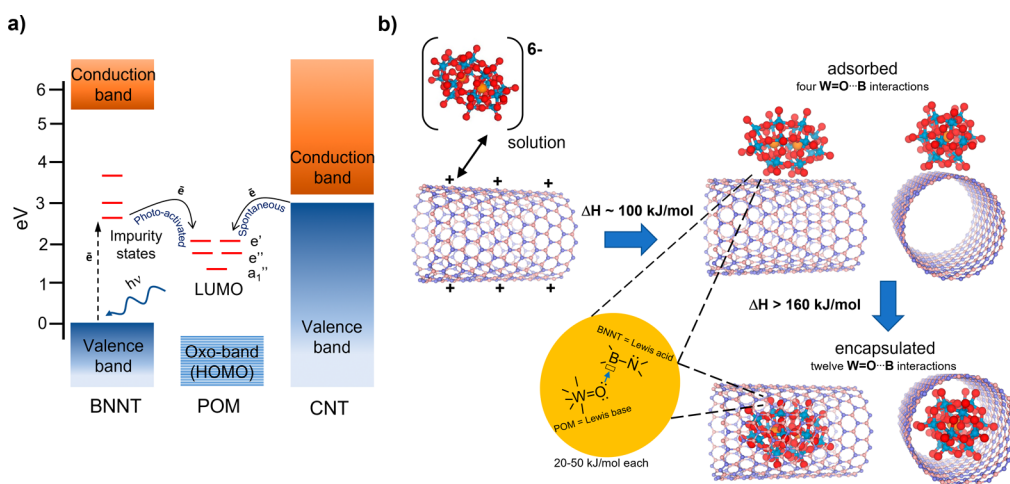 a)
Conduction
band
6
5
4
3
2
1
0
eV
ē
Photo-activated
ē
Spontaneous
Impurity
states
ē
hν
e'
e''
a₁''
LUMO
Conduction
band
Valence
band
Oxo-band
(HOMO)
Valence
band
BNNT
POM
CNT
b)
6-
solution
+ + +
+ + +
ΔH ~ 100 kJ/mol
adsorbed
four W=O···B interactions
ΔH > 160 kJ/mol
encapsulated
twelve W=O···B interactions
BNNT = Lewis acid
B–N̈
W=O:
POM = Lewis base
20-50 kJ/mol each